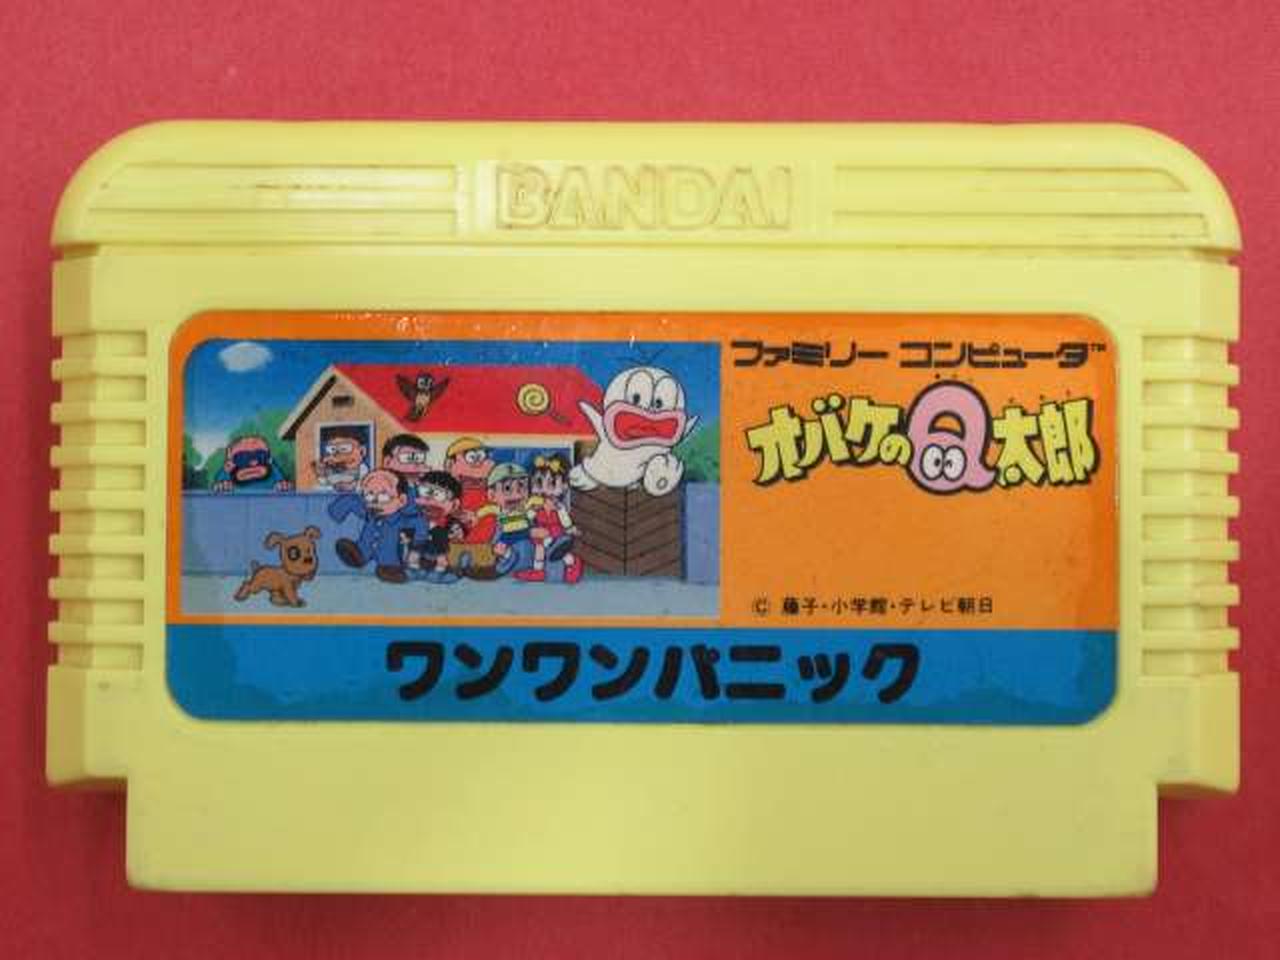 BANDAI
ファミリー コンピュータ™
オバケのQ太郎
© 藤子・小学館・テレビ朝日
ワンワンパニック